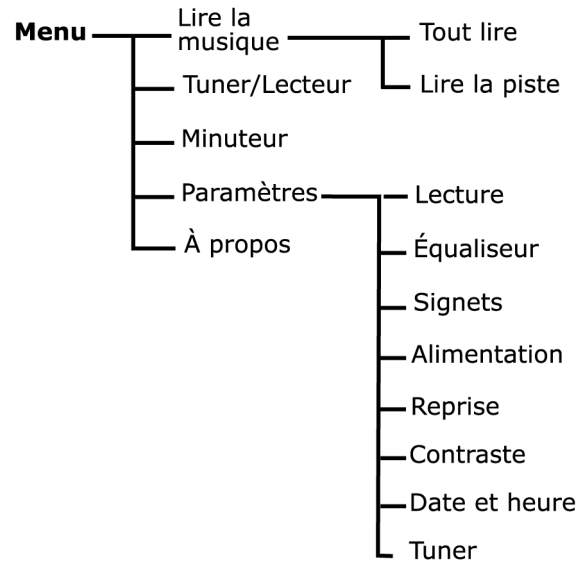 Menu
Lire la
musique
Tout lire
Lire la piste
Tuner/Lecteur
Minuteur
Paramètres
Lecture
Équaliseur
Signets
Alimentation
Reprise
Contraste
Date et heure
Tuner
À propos